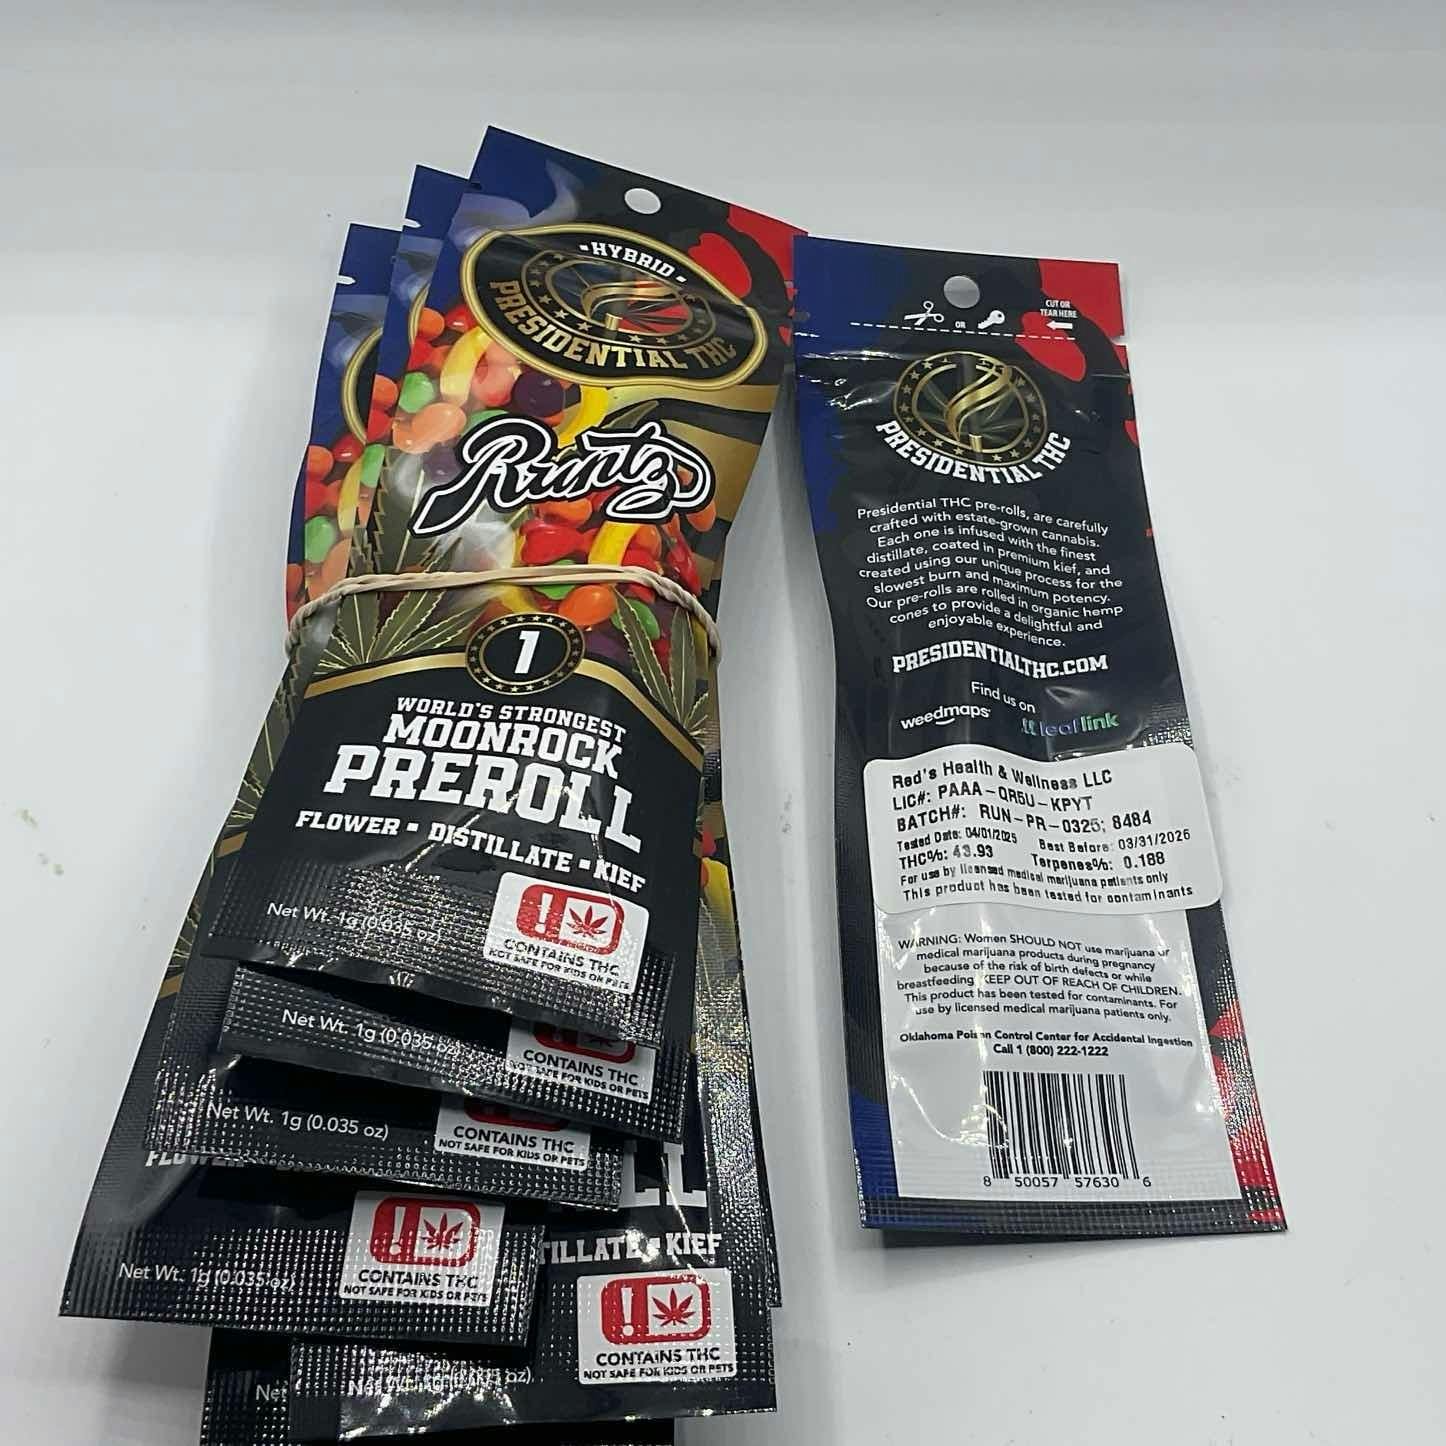 HYBRID
PRESIDENTIAL THC
Runtz
1
WORLD'S STRONGEST
MOONROCK
PREROLL
FLOWER ▪ DISTILLATE ▪ KIEF
Net Wt. 1g (0.035 oz)
CONTAINS THC
NOT SAFE FOR KIDS OR PETS
Net Wt. 1g (0.035 oz)
CONTAINS THC
NOT SAFE FOR KIDS OR PETS
Net Wt. 1g (0.035 oz)
CONTAINS THC
NOT SAFE FOR KIDS OR PETS
Net Wt. 1g (0.035 oz)
CONTAINS THC
NOT SAFE FOR KIDS OR PETS
TILLATE ▪ KIEF
CONTAINS THC
NOT SAFE FOR KIDS OR PETS
Net
CUT OR
TEAR HERE
OR
PRESIDENTIAL THC
Presidential THC pre-rolls, are carefully
crafted with estate-grown cannabis.
Each one is infused with the finest
distillate, coated in premium kief, and
created using our unique process for the
slowest burn and maximum potency.
Our pre-rolls are rolled in organic hemp
cones to provide a delightful and
enjoyable experience.
PRESIDENTIALTHC.COM
Find us on
weedmaps leaflink
Red's Health & Wellness LLC
LIC#: PAAA-QR5U-KPYT
BATCH#: RUN-PR-0325; 8484
Tested Date: 04/01/2025 Best Before: 03/31/2026
THC%: 43.93 Terpenes%: 0.188
For use by licensed medical marijuana patients only
This product has been tested for contaminants
WARNING: Women SHOULD NOT use marijuana or
medical marijuana products during pregnancy
because of the risk of birth defects or while
breastfeeding. KEEP OUT OF REACH OF CHILDREN.
This product has been tested for contaminants. For
use by licensed medical marijuana patients only.
Oklahoma Poison Control Center for Accidental Ingestion
Call 1 (800) 222-1222
8 50057 57630 6